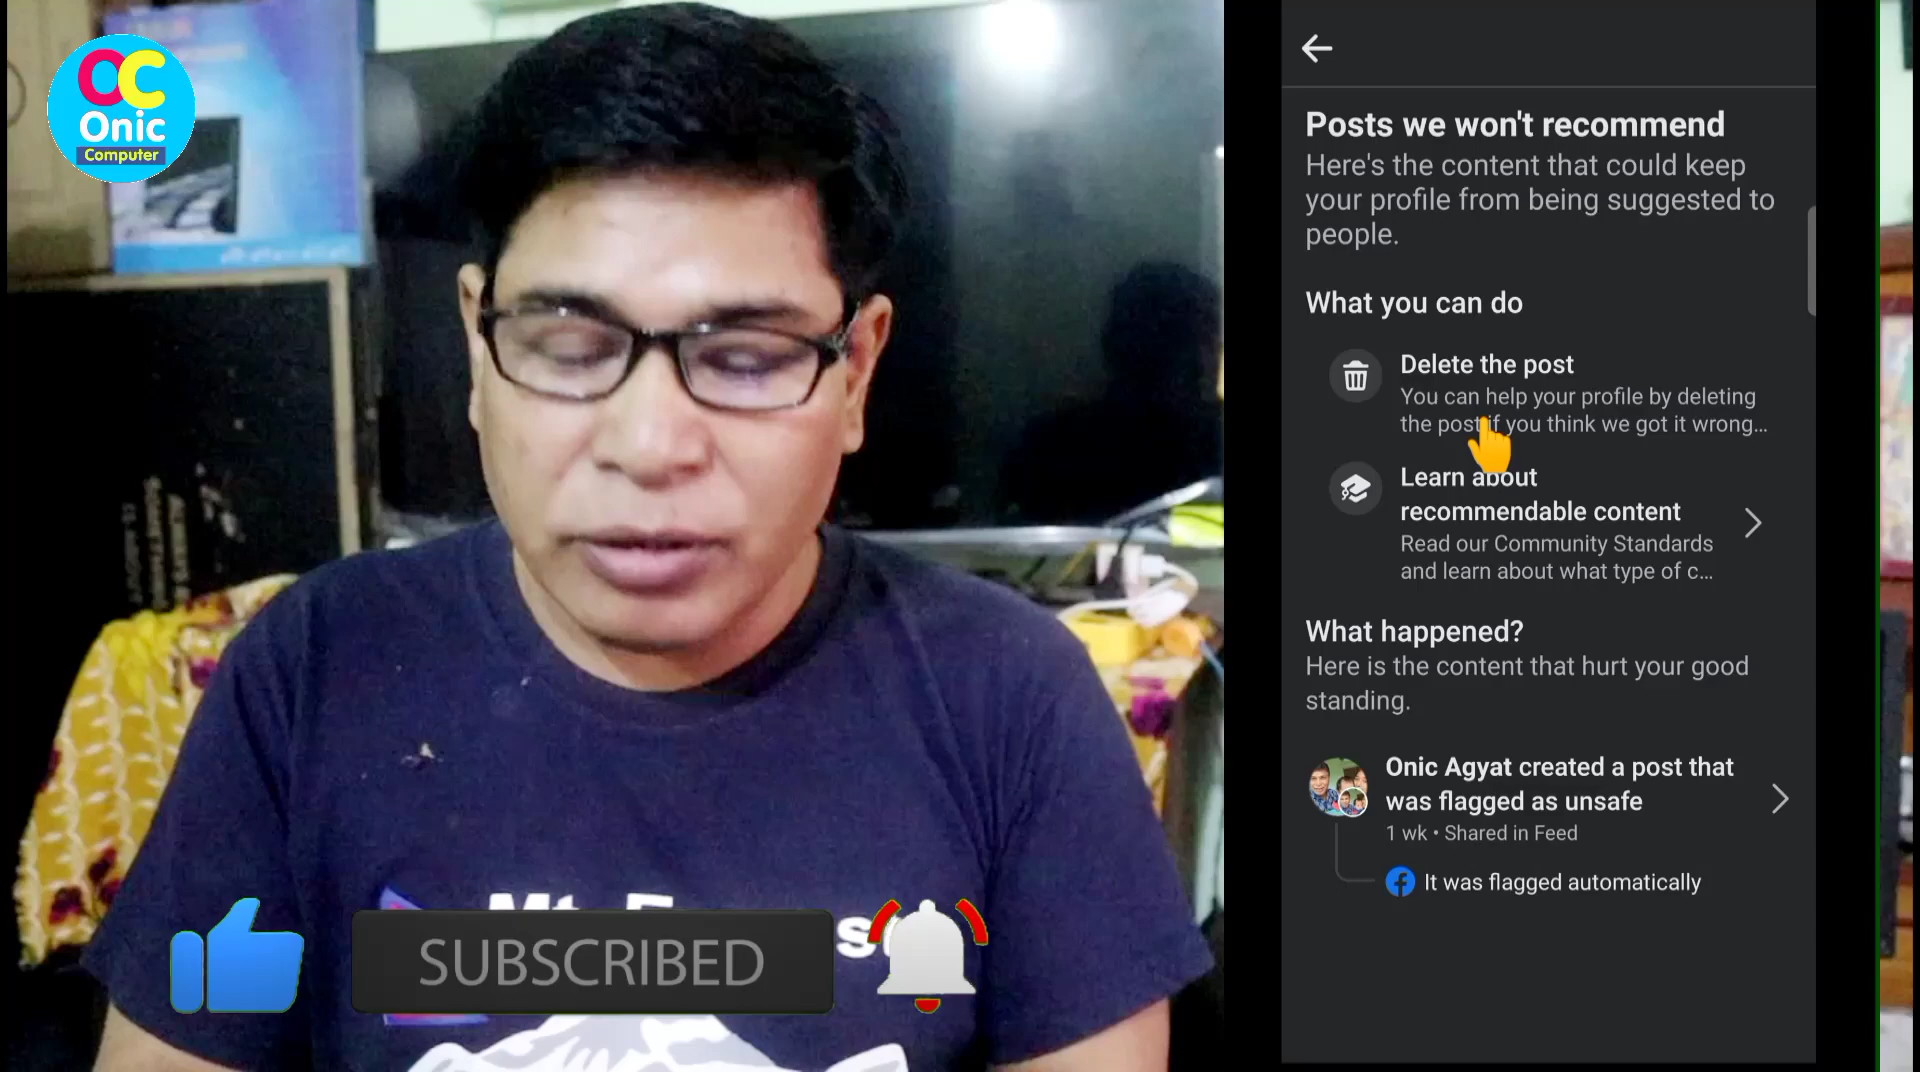 OC
Onic
Computer
Posts we won't recommend
Here's the content that could keep
your profile from being suggested to
people.
What you can do
Delete the post
You can help your profile by deleting
the post if you think we got it wrong...
Learn about
recommendable content
Read our Community Standards
and learn about what type of c...
What happened?
Here is the content that hurt your good
standing.
Onic Agyat created a post that
was flagged as unsafe
1 wk • Shared in Feed
It was flagged automatically
SUBSCRIBED